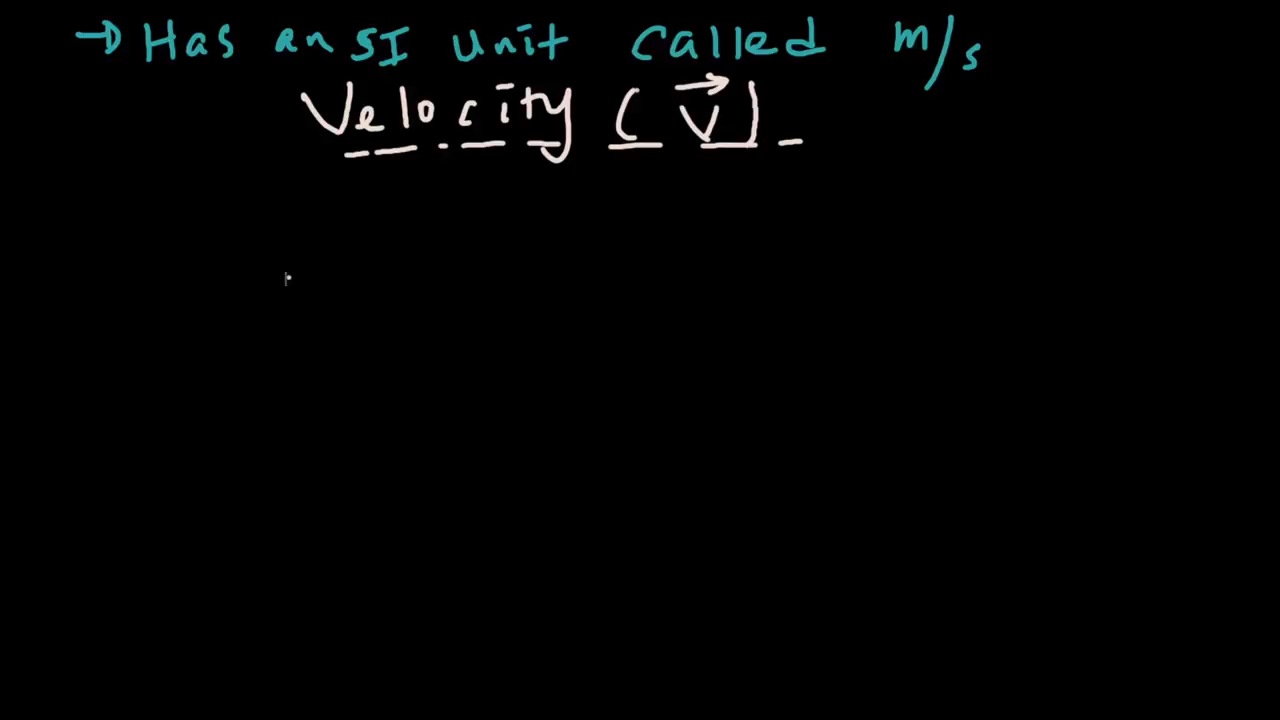 → Has an SI unit called m/s
Velocity (v⃗)